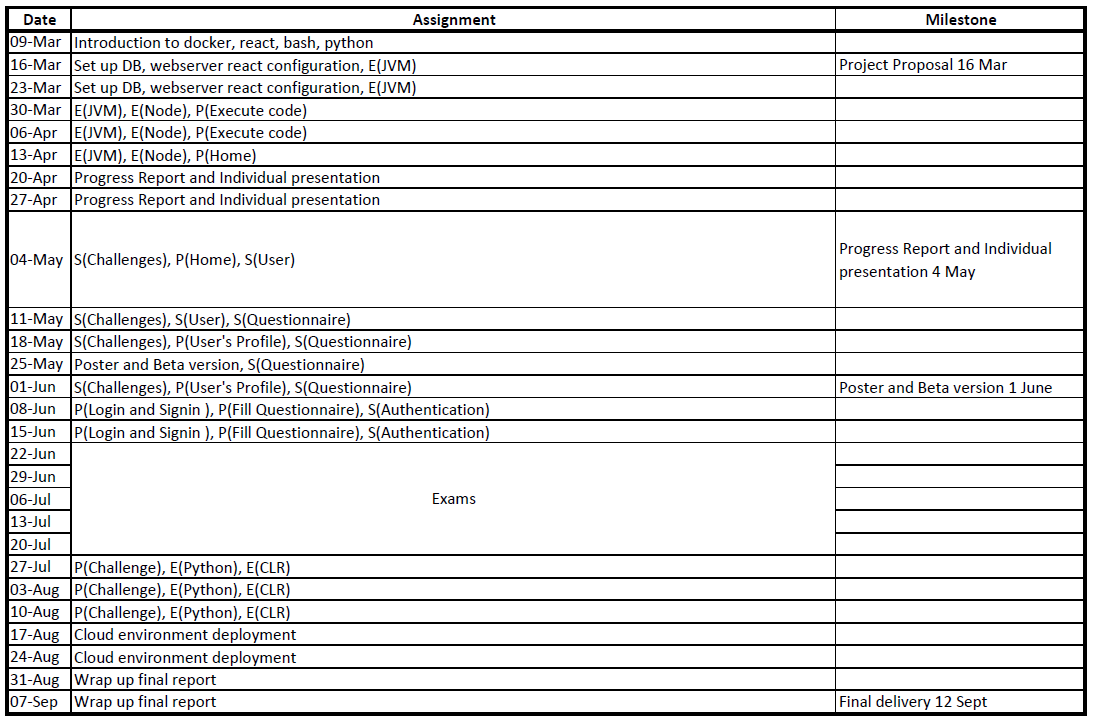 Date Assignment Milestone
09-Mar Introduction to docker, react, bash, python
16-Mar Set up DB, webserver react configuration, E(JVM) Project Proposal 16 Mar
23-Mar Set up DB, webserver react configuration, E(JVM)
30-Mar E(JVM), E(Node), P(Execute code)
06-Apr E(JVM), E(Node), P(Execute code)
13-Apr E(JVM), E(Node), P(Home)
20-Apr Progress Report and Individual presentation
27-Apr Progress Report and Individual presentation
04-May S(Challenges), P(Home), S(User) Progress Report and Individual
presentation 4 May
11-May S(Challenges), S(User), S(Questionnaire)
18-May S(Challenges), P(User's Profile), S(Questionnaire)
25-May Poster and Beta version, S(Questionnaire)
01-Jun S(Challenges), P(User's Profile), S(Questionnaire) Poster and Beta version 1 June
08-Jun P(Login and Signin ), P(Fill Questionnaire), S(Authentication)
15-Jun P(Login and Signin ), P(Fill Questionnaire), S(Authentication)
22-Jun
29-Jun
06-Jul Exams
13-Jul
20-Jul
27-Jul P(Challenge), E(Python), E(CLR)
03-Aug P(Challenge), E(Python), E(CLR)
10-Aug P(Challenge), E(Python), E(CLR)
17-Aug Cloud environment deployment
24-Aug Cloud environment deployment
31-Aug Wrap up final report
07-Sep Wrap up final report Final delivery 12 Sept